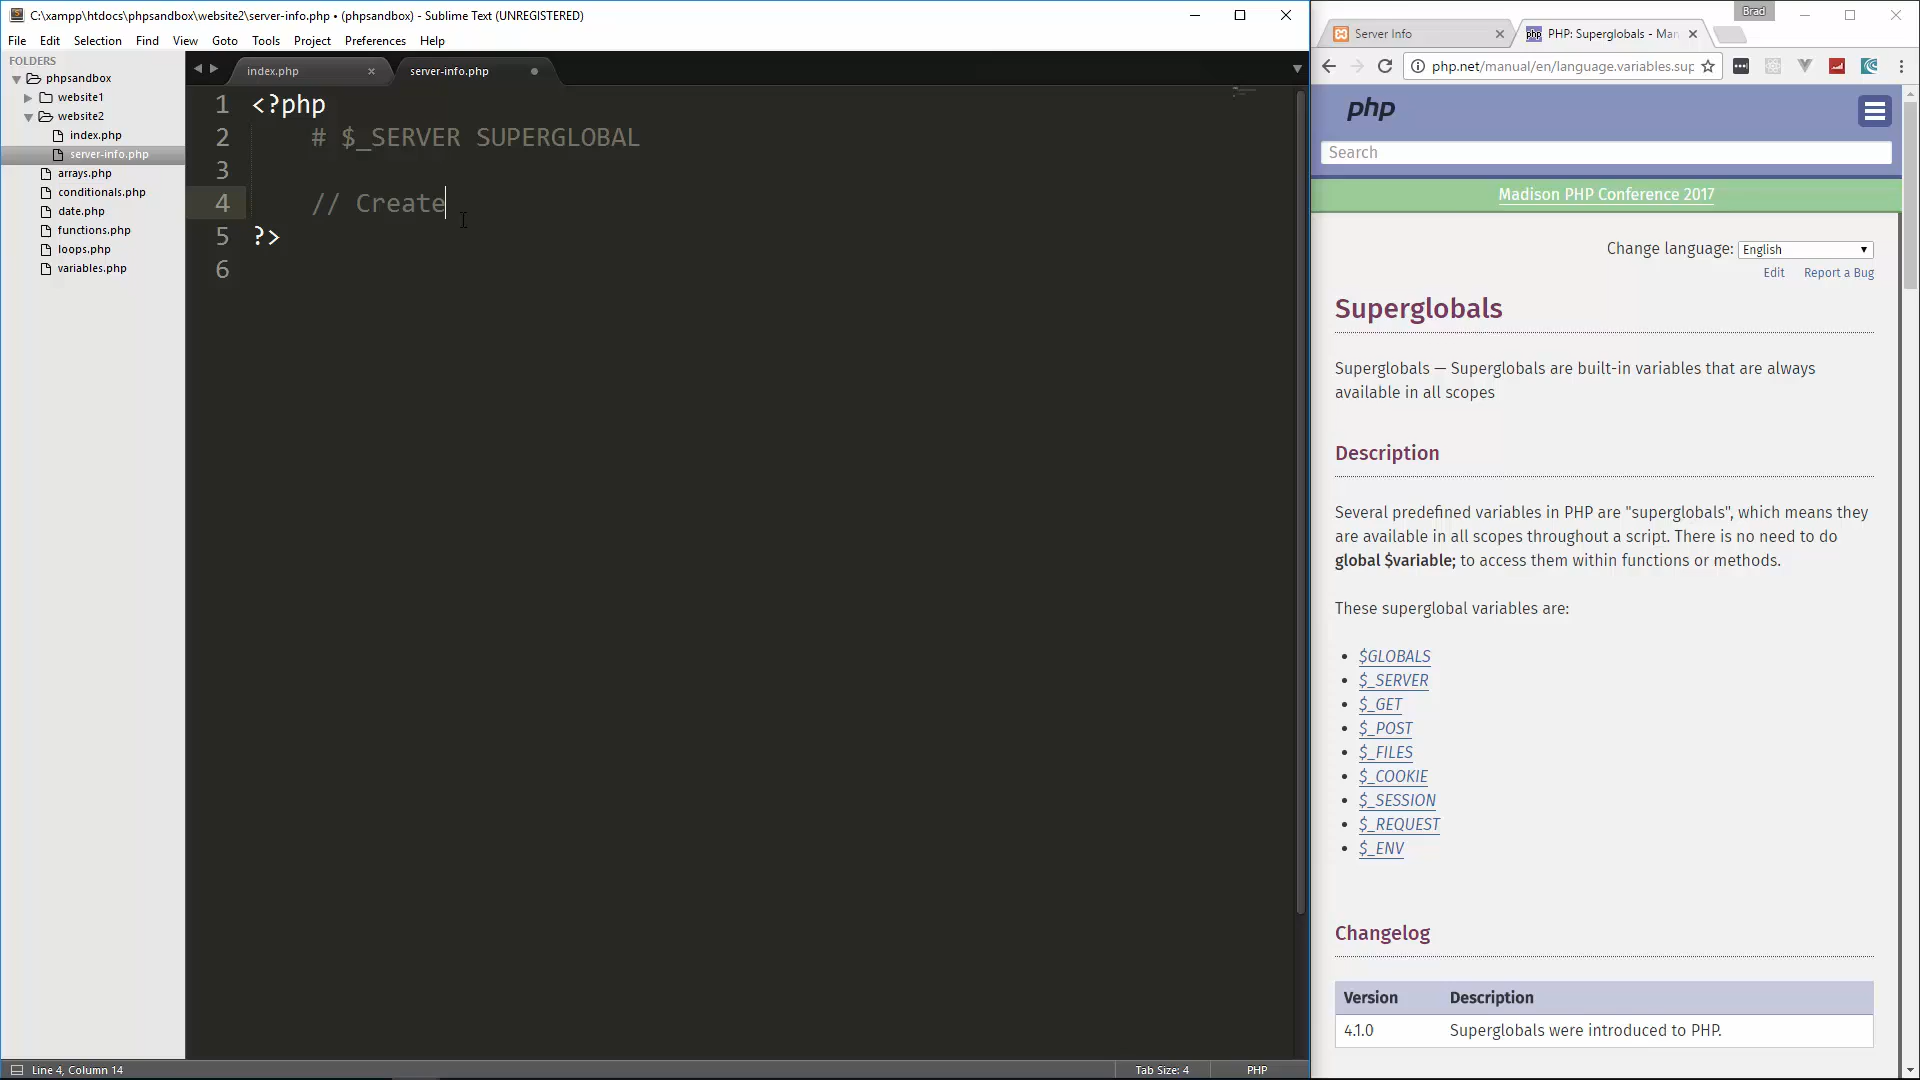 C:\xampp\htdocs\phpsandbox\website2\server-info.php • (phpsandbox) - Sublime Text (UNREGISTERED)
File Edit Selection Find View Goto Tools Project Preferences Help
FOLDERS
phpsandbox
website1
website2
index.php
server-info.php
arrays.php
conditionals.php
date.php
functions.php
loops.php
variables.php
index.php
server-info.php
1 <?php
2 # $_SERVER SUPERGLOBAL
3
4 // Create
5 ?>
6
Line 4, Column 14
Tab Size: 4
PHP
Brad
Server Info
PHP: Superglobals - Man
php.net/manual/en/language.variables.sup
php
Search
Madison PHP Conference 2017
Change language: English
Edit Report a Bug
Superglobals
Superglobals — Superglobals are built-in variables that are always
available in all scopes
Description
Several predefined variables in PHP are "superglobals", which means they
are available in all scopes throughout a script. There is no need to do
global $variable; to access them within functions or methods.
These superglobal variables are:
• $GLOBALS
• $_SERVER
• $_GET
• $_POST
• $_FILES
• $_COOKIE
• $_SESSION
• $_REQUEST
• $_ENV
Changelog
Version Description
4.1.0 Superglobals were introduced to PHP.